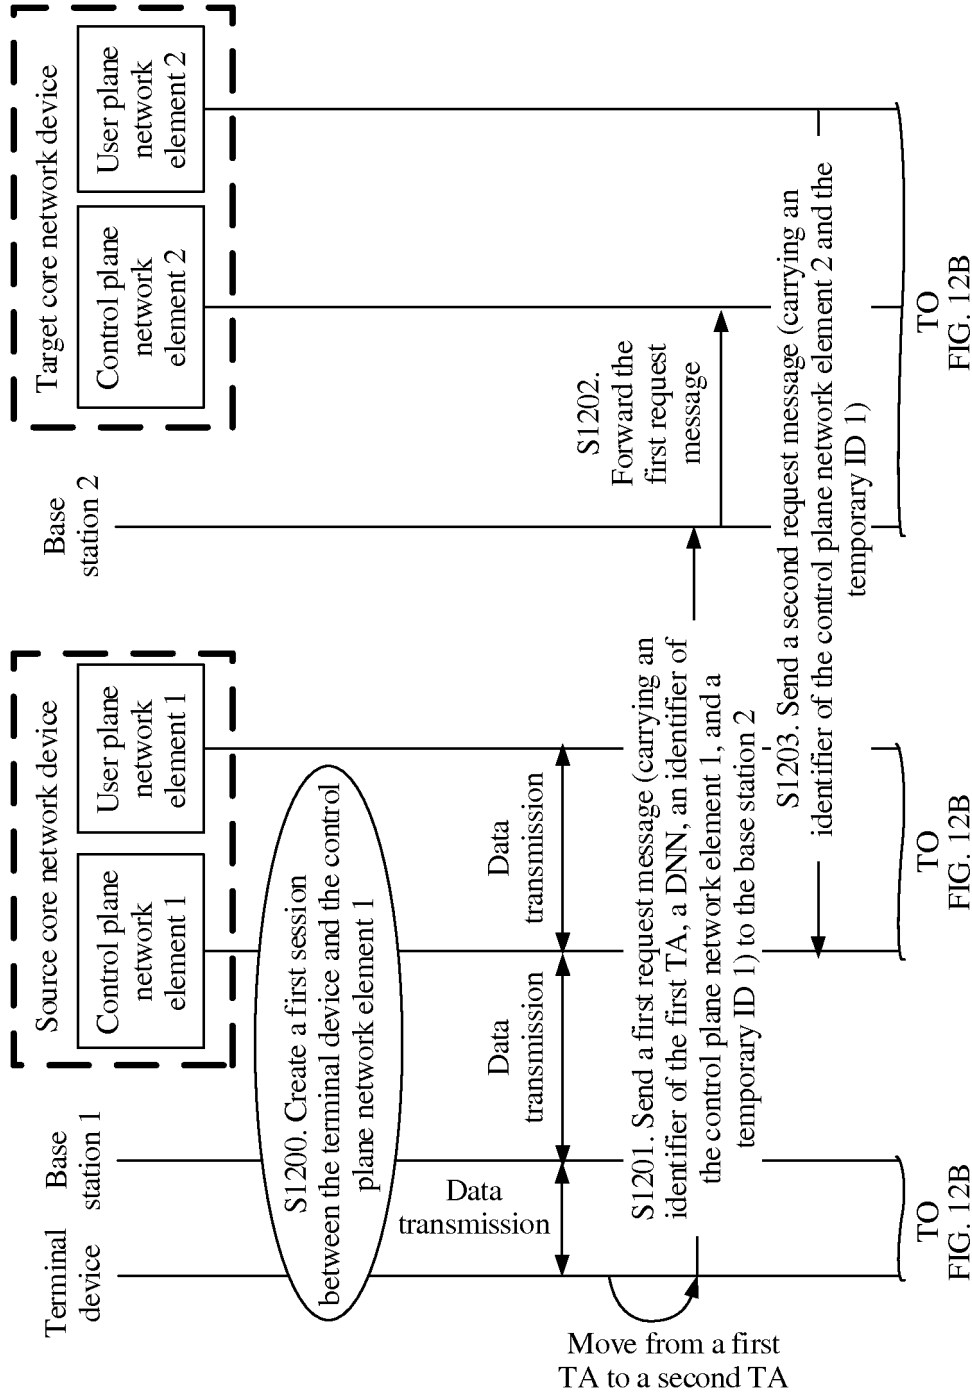 Terminal
device
Base
station 1
Source core network device
Control plane
network
element 1
User plane
network
element 1
Base
station 2
Target core network device
Control plane
network
element 2
User plane
network
element 2
S1200. Create a first session
between the terminal device and the control
plane network element 1
Data
transmission
Data
transmission
Data
transmission
Move from a first
TA to a second TA
S1201. Send a first request message (carrying an
identifier of the first TA, a DNN, an identifier of
the control plane network element 1, and a
temporary ID 1) to the base station 2
S1202.
Forward the
first request
message
S1203. Send a second request message (carrying an
identifier of the control plane network element 2 and the
temporary ID 1)
TO
FIG. 12B
TO
FIG. 12B
TO
FIG. 12B